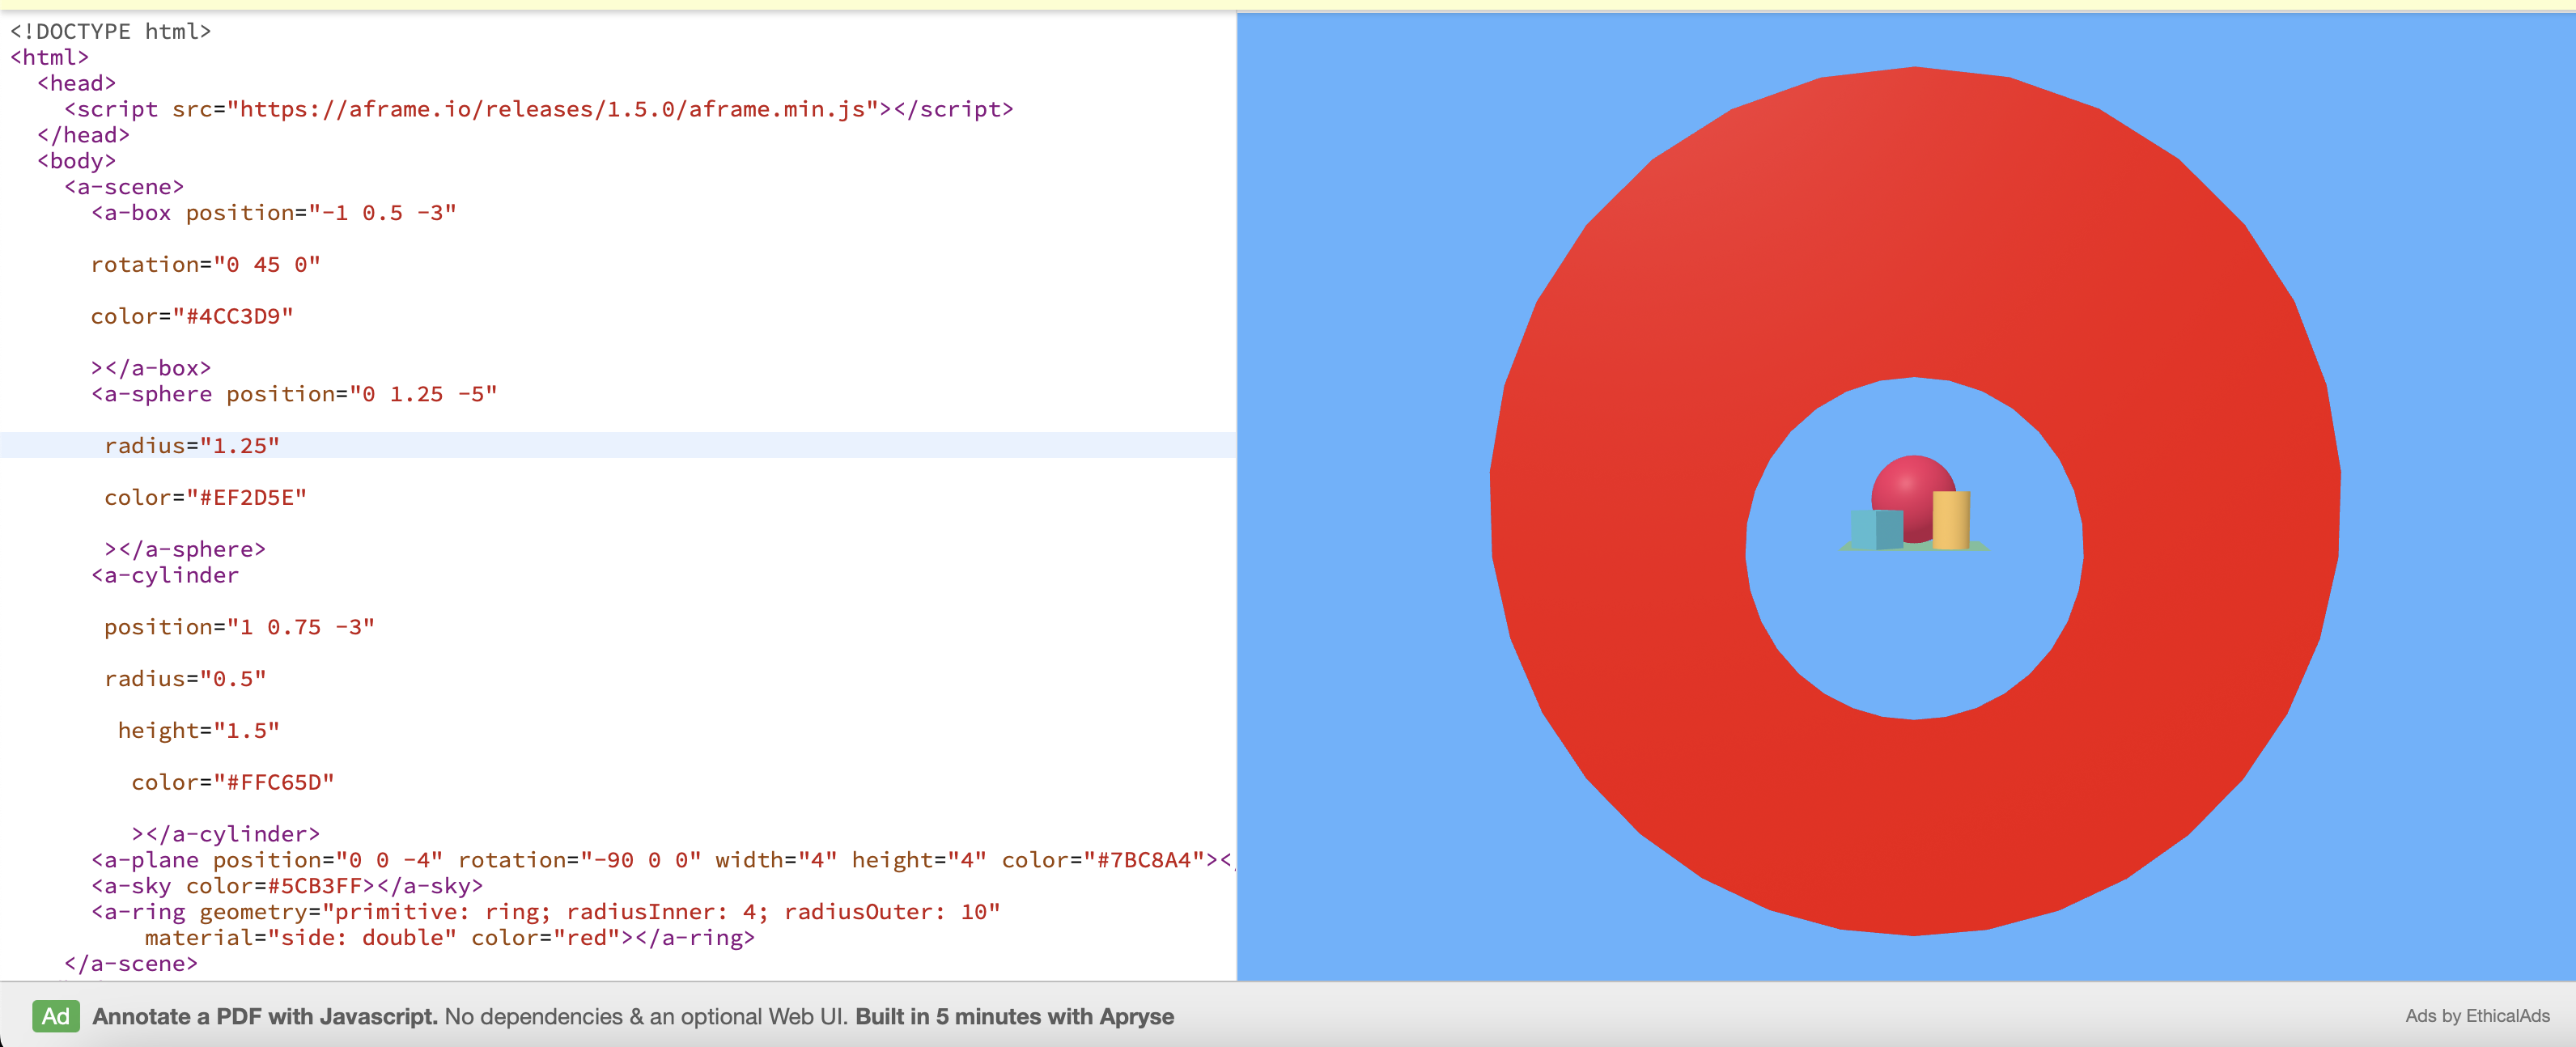 <!DOCTYPE html>
<html>
<head>
<script src="https://aframe.io/releases/1.5.0/aframe.min.js"></script>
</head>
<body>
<a-scene>
<a-box position="-1 0.5 -3"
rotation="0 45 0"
color="#4CC3D9"
></a-box>
<a-sphere position="0 1.25 -5"
radius="1.25"
color="#EF2D5E"
></a-sphere>
<a-cylinder
position="1 0.75 -3"
radius="0.5"
height="1.5"
color="#FFC65D"
></a-cylinder>
<a-plane position="0 0 -4" rotation="-90 0 0" width="4" height="4" color="#7BC8A4"><
<a-sky color=#5CB3FF></a-sky>
<a-ring geometry="primitive: ring; radiusInner: 4; radiusOuter: 10"
material="side: double" color="red"></a-ring>
</a-scene>
Ad Annotate a PDF with Javascript. No dependencies & an optional Web UI. Built in 5 minutes with Apryse
Ads by EthicalAds